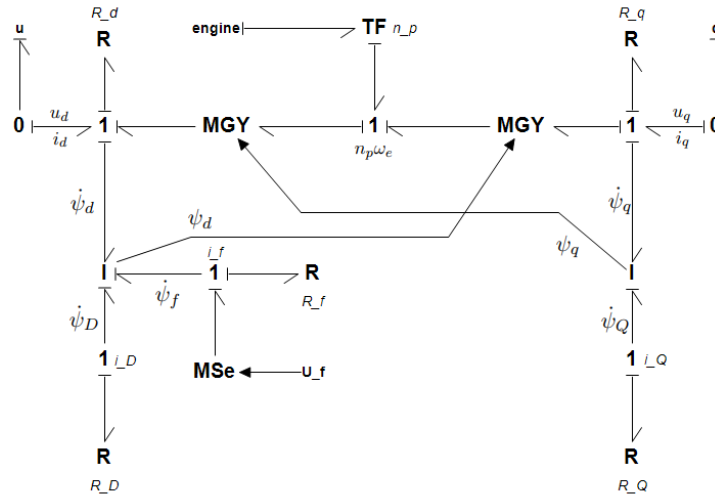 R_d
R_q
u
engine
TF n_p
R
R
0 u_d i_d 1 MGY 1 MGY 1 u_q i_q 0
n_pω_e
ψ̇_d
ψ_d
ψ_q
ψ̇_q
i_f
I ψ̇_f 1 R I
R_f
ψ̇_D
ψ̇_Q
1 i_D
1 i_Q
MSe U_f
R
R
R_D
R_Q